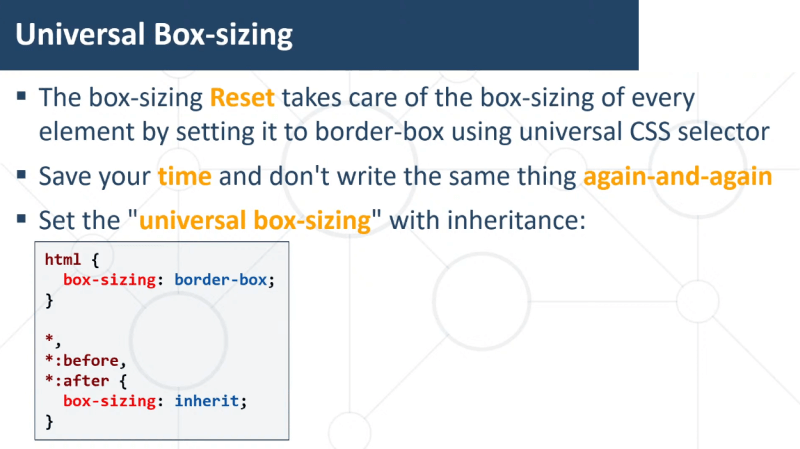 Universal Box-sizing
▪ The box-sizing Reset takes care of the box-sizing of every
element by setting it to border-box using universal CSS selector
▪ Save your time and don't write the same thing again-and-again
▪ Set the "universal box-sizing" with inheritance:
html {
  box-sizing: border-box;
}
*,
*:before,
*:after {
  box-sizing: inherit;
}